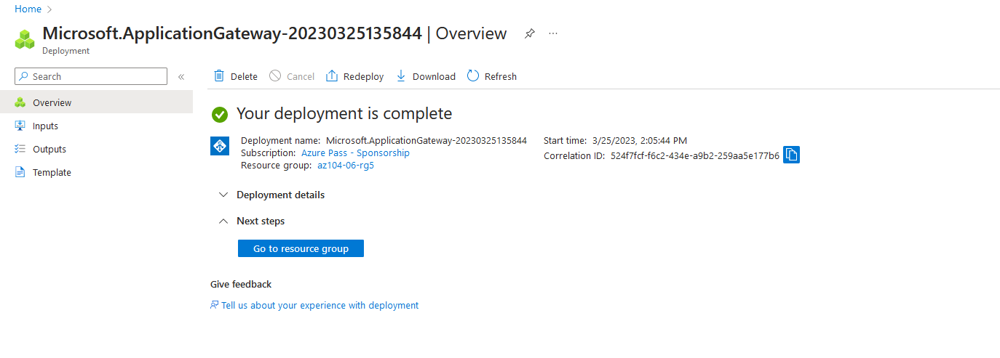 Home
Microsoft.ApplicationGateway-20230325135844 | Overview
Deployment
Search
Delete Cancel Redeploy Download Refresh
Overview
Inputs
Outputs
Template
Your deployment is complete
Deployment name: Microsoft.ApplicationGateway-20230325135844
Subscription: Azure Pass - Sponsorship
Resource group: az104-06-rg5
Start time: 3/25/2023, 2:05:44 PM
Correlation ID: 524f7fcf-f6c2-434e-a9b2-259aa5e177b6
Deployment details
Next steps
Go to resource group
Give feedback
Tell us about your experience with deployment